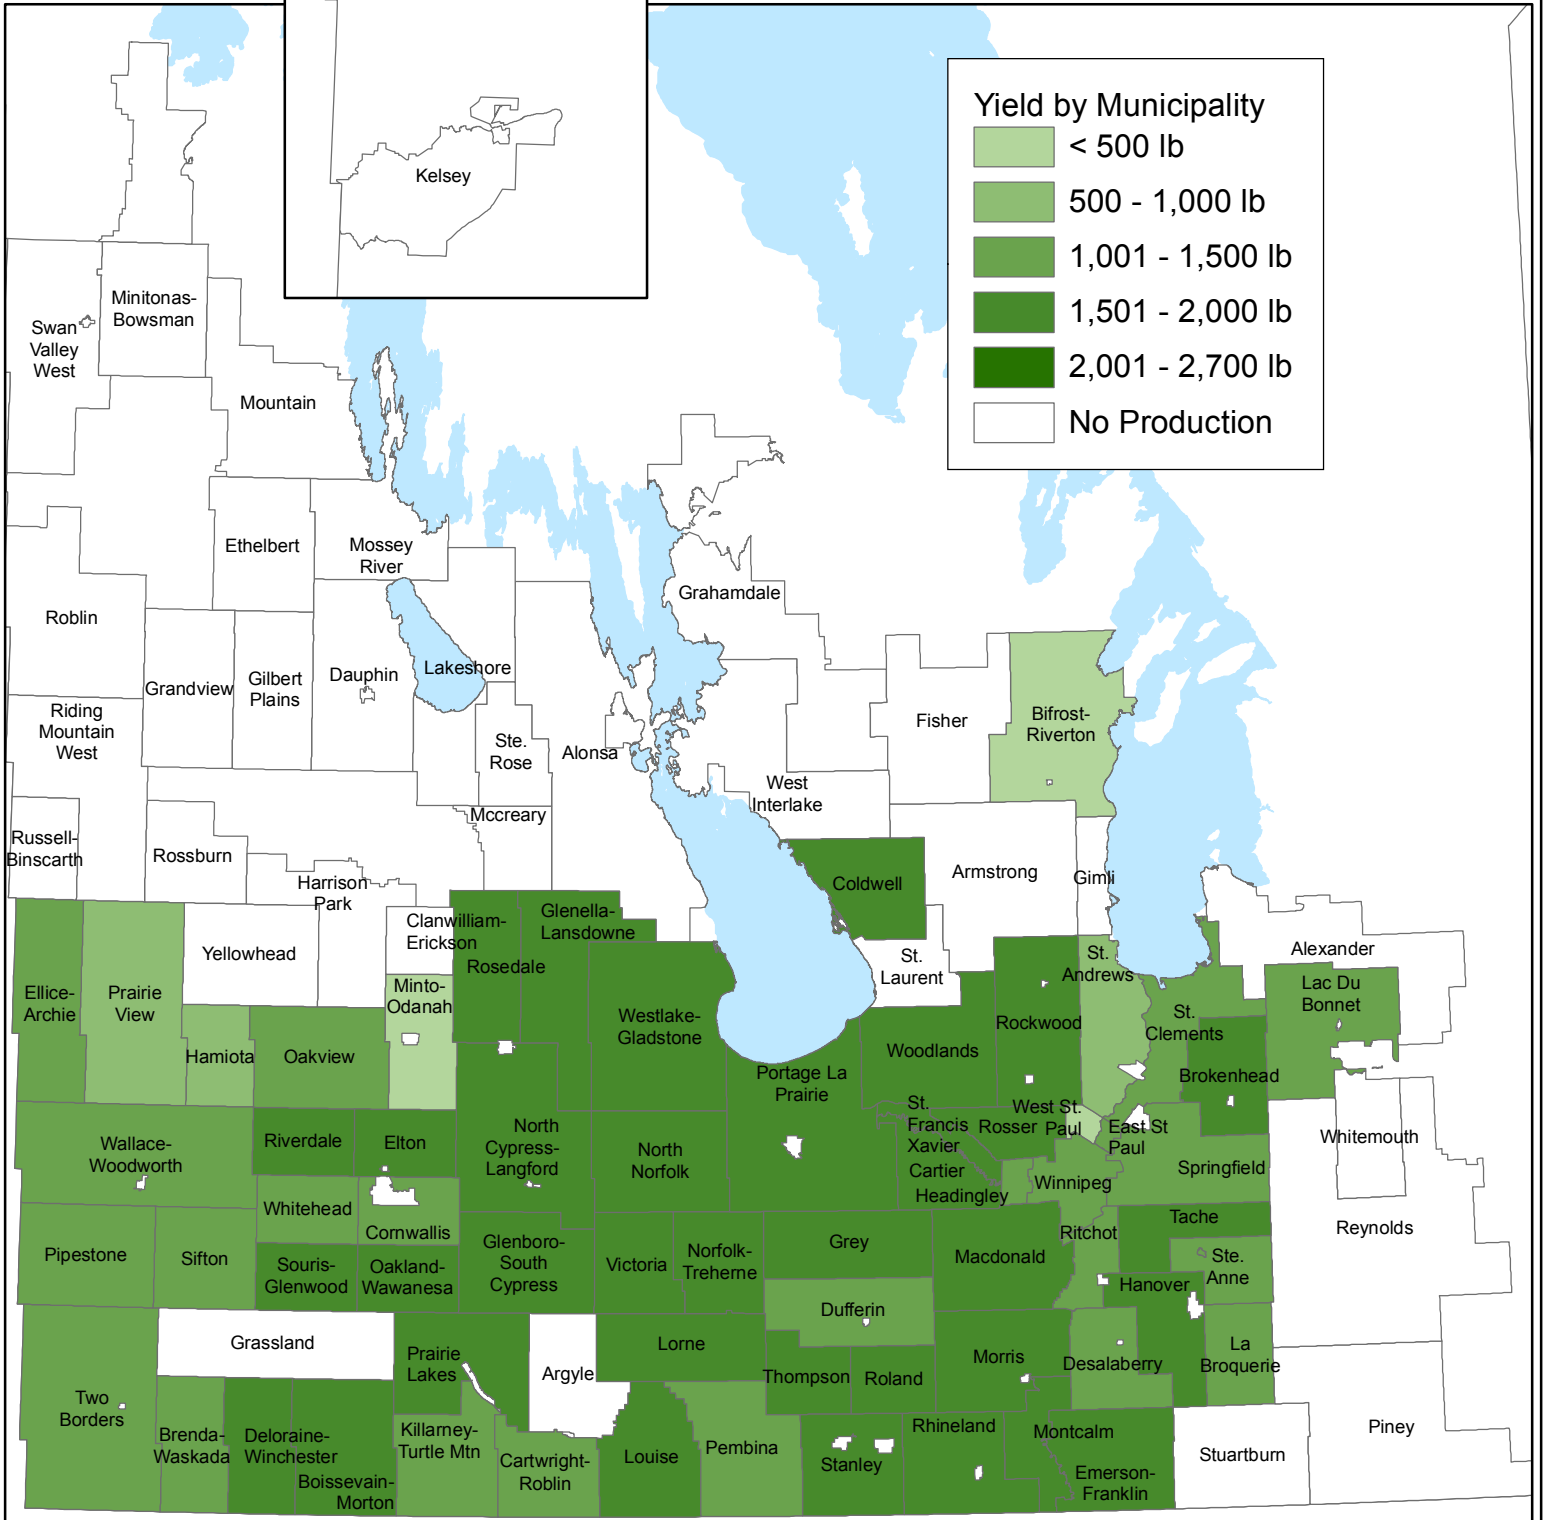 Kelsey
Yield by Municipality
< 500 lb
500 - 1,000 lb
1,001 - 1,500 lb
1,501 - 2,000 lb
2,001 - 2,700 lb
No Production
Minitonas-
Bowsman
Swan
Valley
West
Mountain
Ethelbert
Mossey
River
Grahamdale
Roblin
Grandview
Gilbert
Plains
Dauphin
Lakeshore
Riding
Mountain
West
Ste.
Rose
Alonsa
Fisher
Bifrost-
Riverton
West
Interlake
Mccreary
Russell-
Binscarth
Rossburn
Harrison
Park
Coldwell
Armstrong
Gimli
Clanwilliam-
Erickson
Glenella-
Lansdowne
Yellowhead
Rosedale
St.
Laurent
St.
Andrews
Alexander
Ellice-
Archie
Prairie
View
Minto-
Odanah
Lac Du
Bonnet
Hamiota
Oakview
Westlake-
Gladstone
Rockwood
St.
Clements
Woodlands
Portage La
Prairie
Brokenhead
St.
Francis
Xavier
Rosser
West St.
Paul
East St
Paul
Wallace-
Woodworth
Riverdale
Elton
North
Cypress-
Langford
North
Norfolk
Whitemouth
Cartier
Headingley
Winnipeg
Springfield
Whitehead
Cornwallis
Ritchot
Tache
Reynolds
Pipestone
Sifton
Souris-
Glenwood
Oakland-
Wawanesa
Glenboro-
South
Cypress
Victoria
Norfolk-
Treherne
Grey
Macdonald
Ste.
Anne
Hanover
Dufferin
Grassland
Prairie
Lakes
Argyle
Lorne
Thompson
Roland
Morris
Desalaberry
La
Broquerie
Two
Borders
Brenda-
Waskada
Deloraine-
Winchester
Boissevain-
Morton
Killarney-
Turtle Mtn
Cartwright-
Roblin
Louise
Pembina
Stanley
Rhineland
Montcalm
Emerson-
Franklin
Stuartburn
Piney